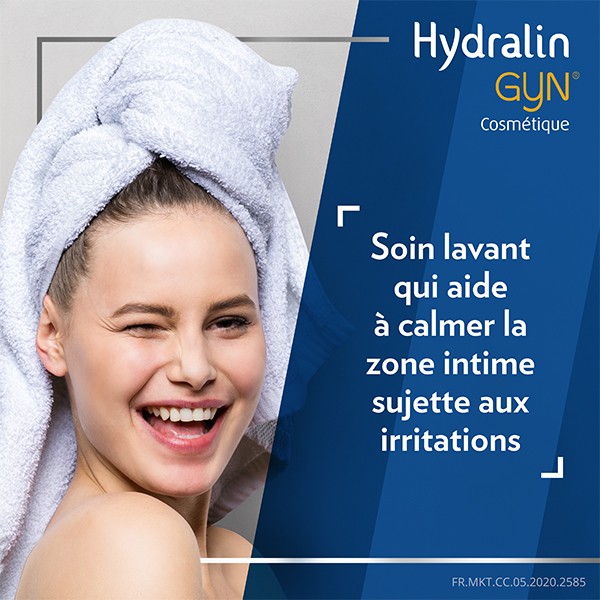 Hydralin
GYN®
Cosmétique
Soin lavant
qui aide
à calmer la
zone intime
sujette aux
irritations
FR.MKT.CC.05.2020.2585